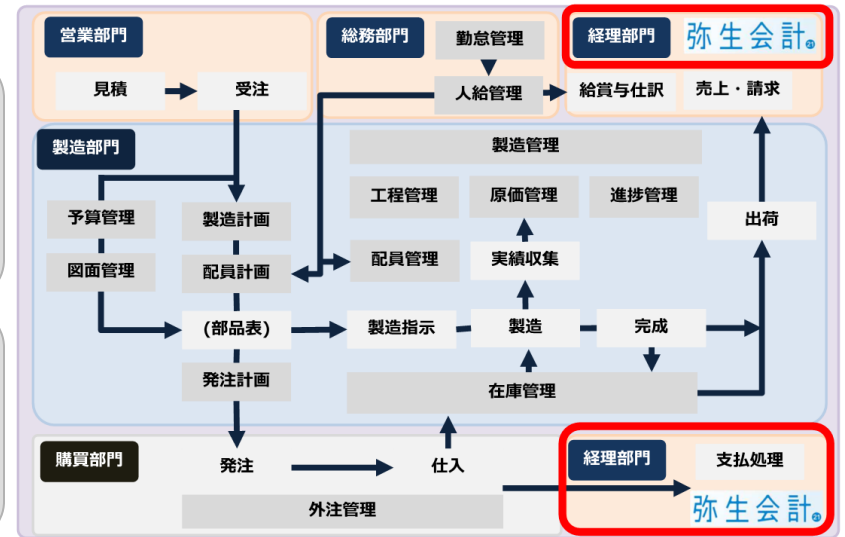 営業部門
見積
受注
総務部門
勤怠管理
人給管理
経理部門
弥生会計。21
給賞与仕訳
売上・請求
製造部門
製造管理
工程管理
原価管理
進捗管理
予算管理
製造計画
出荷
図面管理
配員計画
配員管理
実績収集
(部品表)
製造指示
製造
完成
発注計画
在庫管理
購買部門
発注
仕入
外注管理
経理部門
支払処理
弥生会計。21